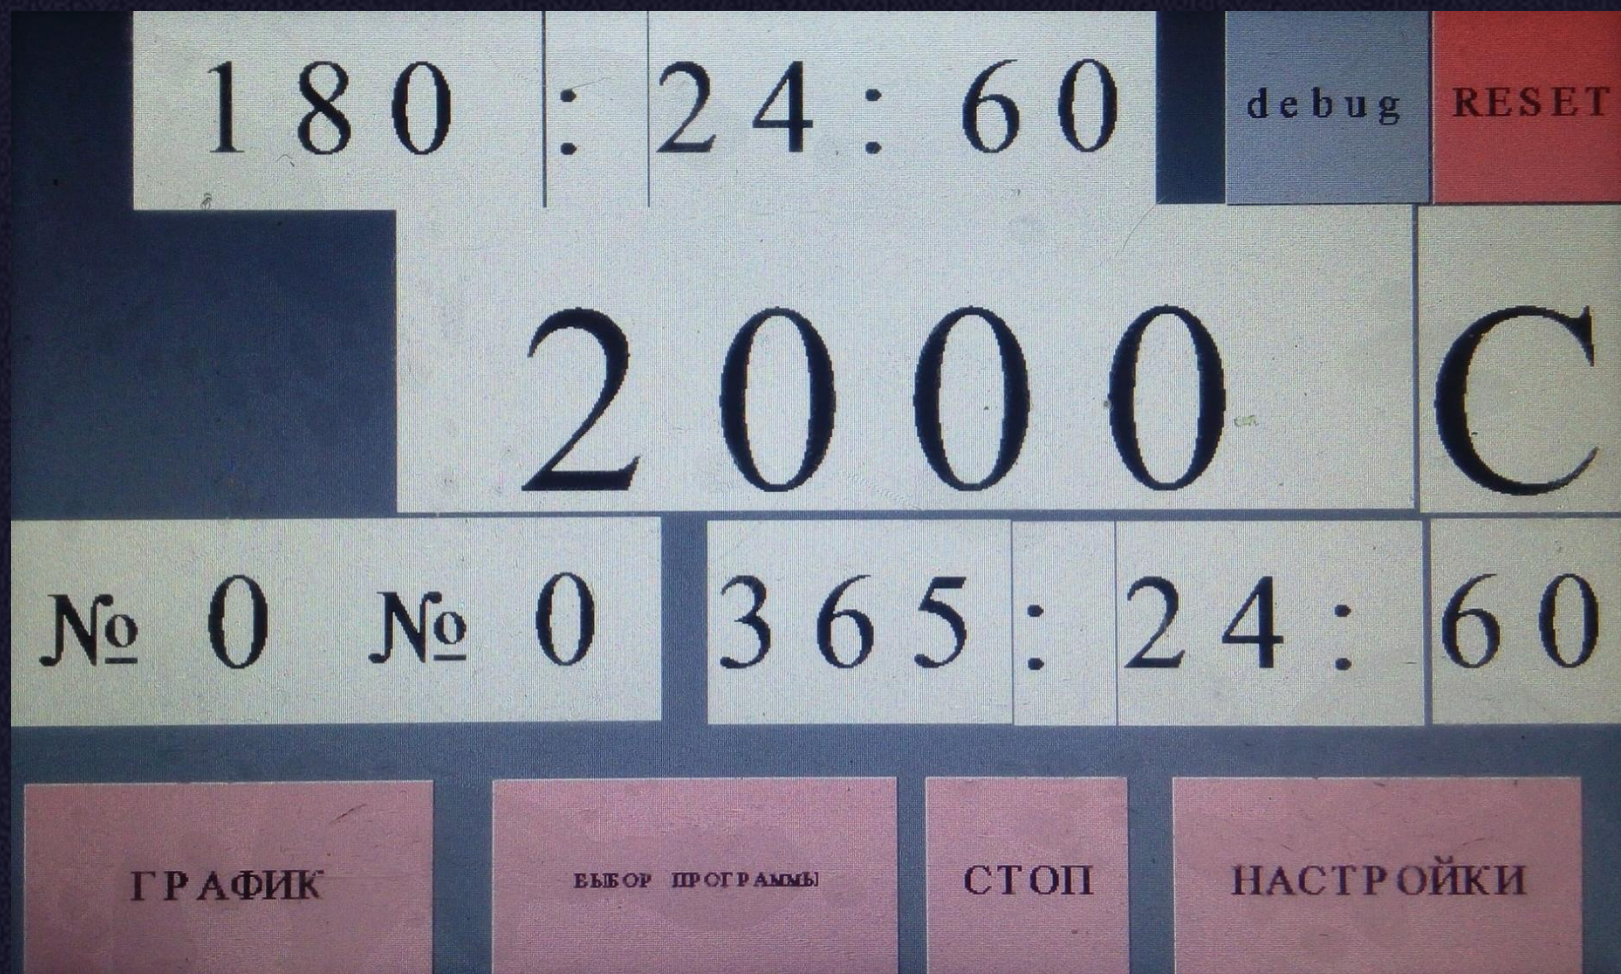 180 : 24 : 60 debug RESET
2000 C
№ 0 № 0 365 : 24 : 60
ГРАФИК ВЫБОР ПРОГРАММЫ СТОП НАСТРОЙКИ